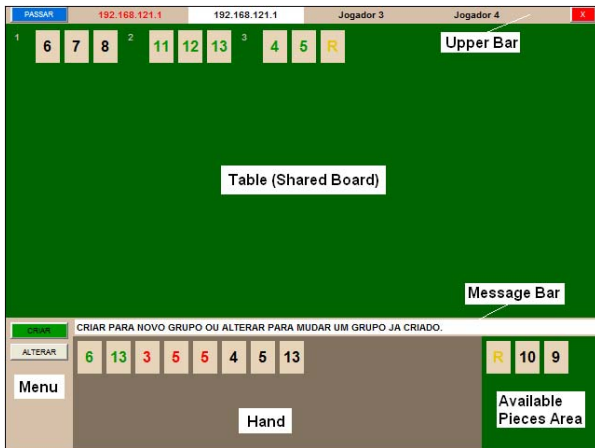 PASSAR 192.168.121.1 192.168.121.1 Jogador 3 Jogador 4 X
Upper Bar
1 6 7 8 2 11 12 13 3 4 5 R
Table (Shared Board)
Message Bar
CRIAR CRIAR PARA NOVO GRUPO OU ALTERAR PARA MUDAR UM GRUPO JA CRIADO.
ALTERAR 6 13 3 5 5 4 5 13 R 10 9
Menu
Hand
Available
Pieces Area